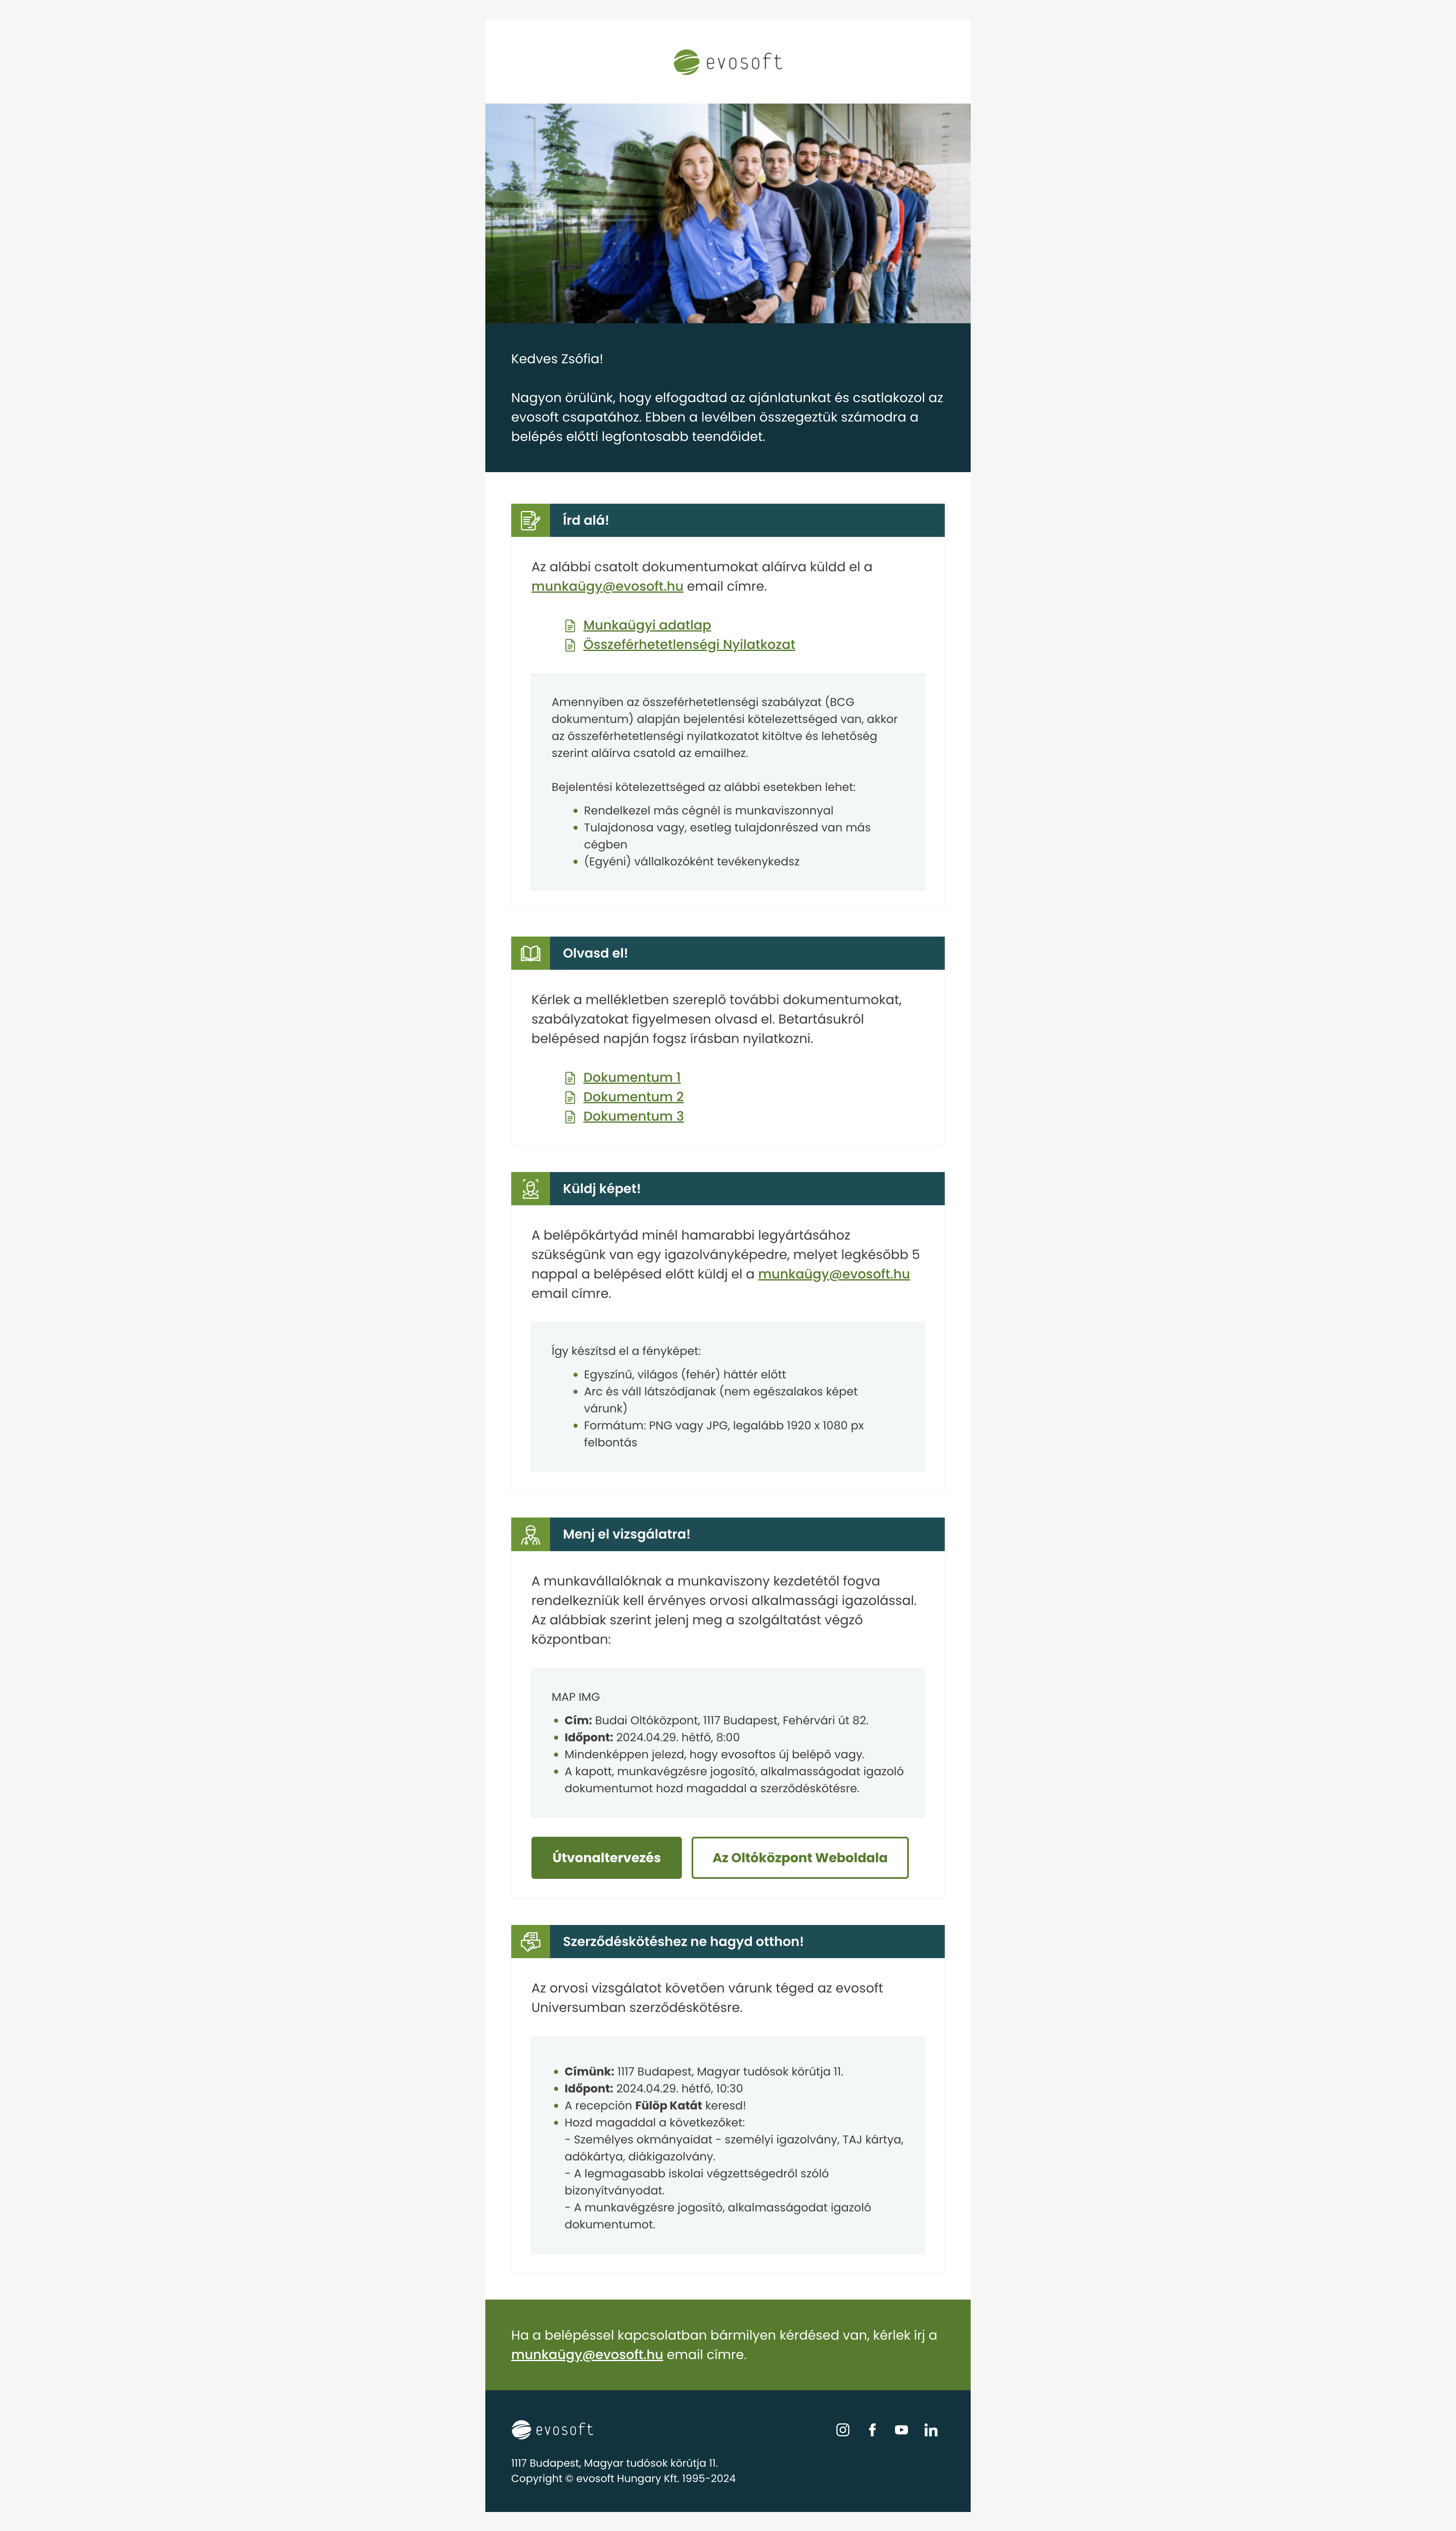 evosoft
Kedves Zsófia!
Nagyon örülünk, hogy elfogadtad az ajánlatunkat és csatlakozol az
evosoft csapatához. Ebben a levélben összegeztük számodra a
belépés előtti legfontosabb teendőidet.
Írd alá!
Az alábbi csatolt dokumentumokat aláírva küldd el a
munkaügy@evosoft.hu email címre.
Munkaügyi adatlap
Összeférhetetlenségi Nyilatkozat
Amennyiben az összeférhetetlenségi szabályzat (BCG
dokumentum) alapján bejelentési kötelezettséged van, akkor
az összeférhetetlenségi nyilatkozatot kitöltve és lehetőség
szerint aláírva csatold az emailhez.
Bejelentési kötelezettséged az alábbi esetekben lehet:
• Rendelkezel más cégnél is munkaviszonnyal
• Tulajdonosa vagy, esetleg tulajdonrészed van más
cégben
• (Egyéni) vállalkozóként tevékenykedsz
Olvasd el!
Kérlek a mellékletben szereplő további dokumentumokat,
szabályzatokat figyelmesen olvasd el. Betartásukról
belépésed napján fogsz írásban nyilatkozni.
Dokumentum 1
Dokumentum 2
Dokumentum 3
Küldj képet!
A belépőkártyád minél hamarabbi legyártásához
szükségünk van egy igazolványképedre, melyet legkésőbb 5
nappal a belépésed előtt küldj el a munkaügy@evosoft.hu
email címre.
Így készítsd el a fényképet:
• Egyszínű, világos (fehér) háttér előtt
• Arc és váll látszódjanak (nem egészalakos képet
várunk)
• Formátum: PNG vagy JPG, legalább 1920 x 1080 px
felbontás
Menj el vizsgálatra!
A munkavállalóknak a munkaviszony kezdetétől fogva
rendelkezniük kell érvényes orvosi alkalmassági igazolással.
Az alábbiak szerint jelenj meg a szolgáltatást végző
központban:
MAP IMG
• Cím: Budai Oltóközpont, 1117 Budapest, Fehérvári út 82.
• Időpont: 2024.04.29. hétfő, 8:00
• Mindenképpen jelezd, hogy evosoftos új belépő vagy.
• A kapott, munkavégzésre jogosító, alkalmasságodat igazoló
dokumentumot hozd magaddal a szerződéskötésre.
Útvonaltervezés
Az Oltóközpont Weboldala
Szerződéskötéshez ne hagyd otthon!
Az orvosi vizsgálatot követően várunk téged az evosoft
Universumban szerződéskötésre.
• Címünk: 1117 Budapest, Magyar tudósok körútja 11.
• Időpont: 2024.04.29. hétfő, 10:30
• A recepción Fülöp Katát keresd!
• Hozd magaddal a következőket:
- Személyes okmányaidat - személyi igazolvány, TAJ kártya,
adókártya, diákigazolvány.
- A legmagasabb iskolai végzettségedről szóló
bizonyítványodat.
- A munkavégzésre jogosító, alkalmasságodat igazoló
dokumentumot.
Ha a belépéssel kapcsolatban bármilyen kérdésed van, kérlek írj a
munkaügy@evosoft.hu email címre.
evosoft
1117 Budapest, Magyar tudósok körútja 11.
Copyright © evosoft Hungary Kft. 1995-2024